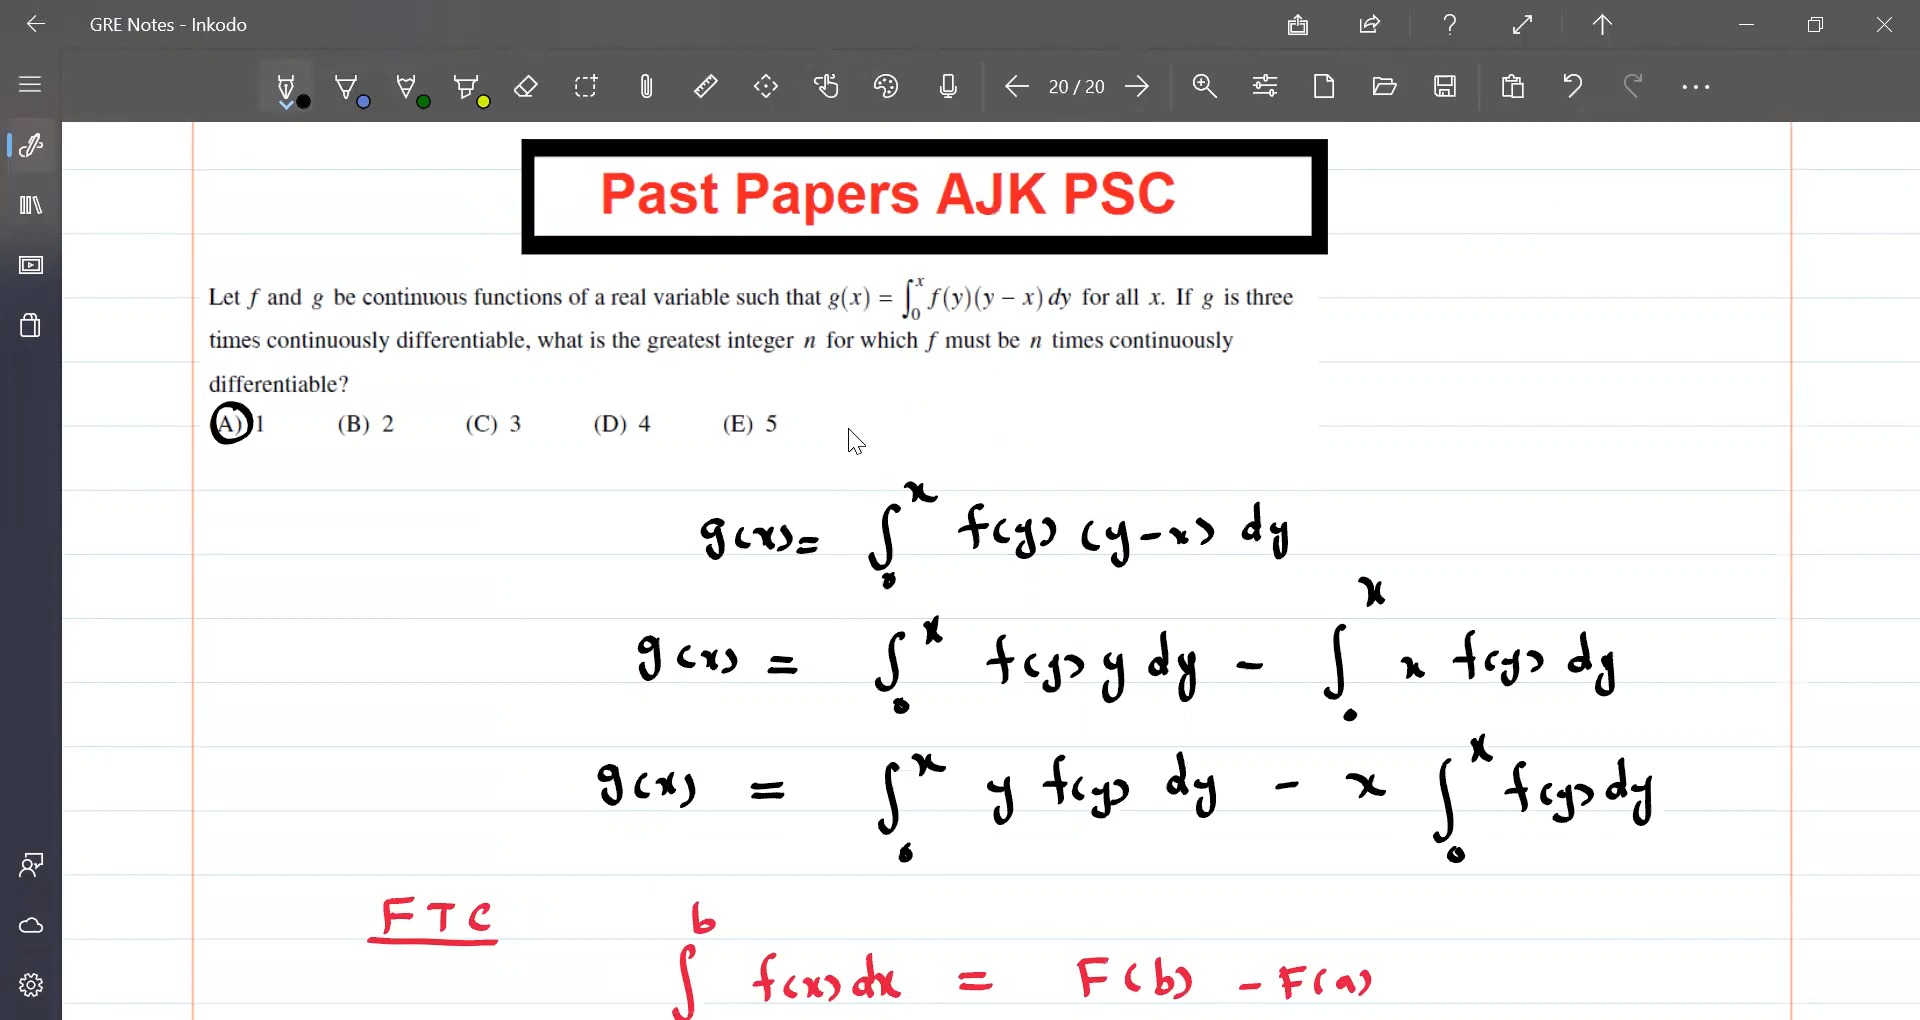 GRE Notes - Inkodo
20 / 20
Past Papers AJK PSC
Let f and g be continuous functions of a real variable such that g(x) = ∫₀ˣ f(y)(y − x) dy for all x. If g is three
times continuously differentiable, what is the greatest integer n for which f must be n times continuously
differentiable?
(A) 1 (B) 2 (C) 3 (D) 4 (E) 5
g(x) = ∫₀ˣ f(y) (y-x) dy
g(x) = ∫₀ˣ f(y) y dy - ∫₀ˣ x f(y) dy
g(x) = ∫₀ˣ y f(y) dy - x ∫₀ˣ f(y) dy
FTC
∫ᵇ f(x) dx = F(b) - F(a)